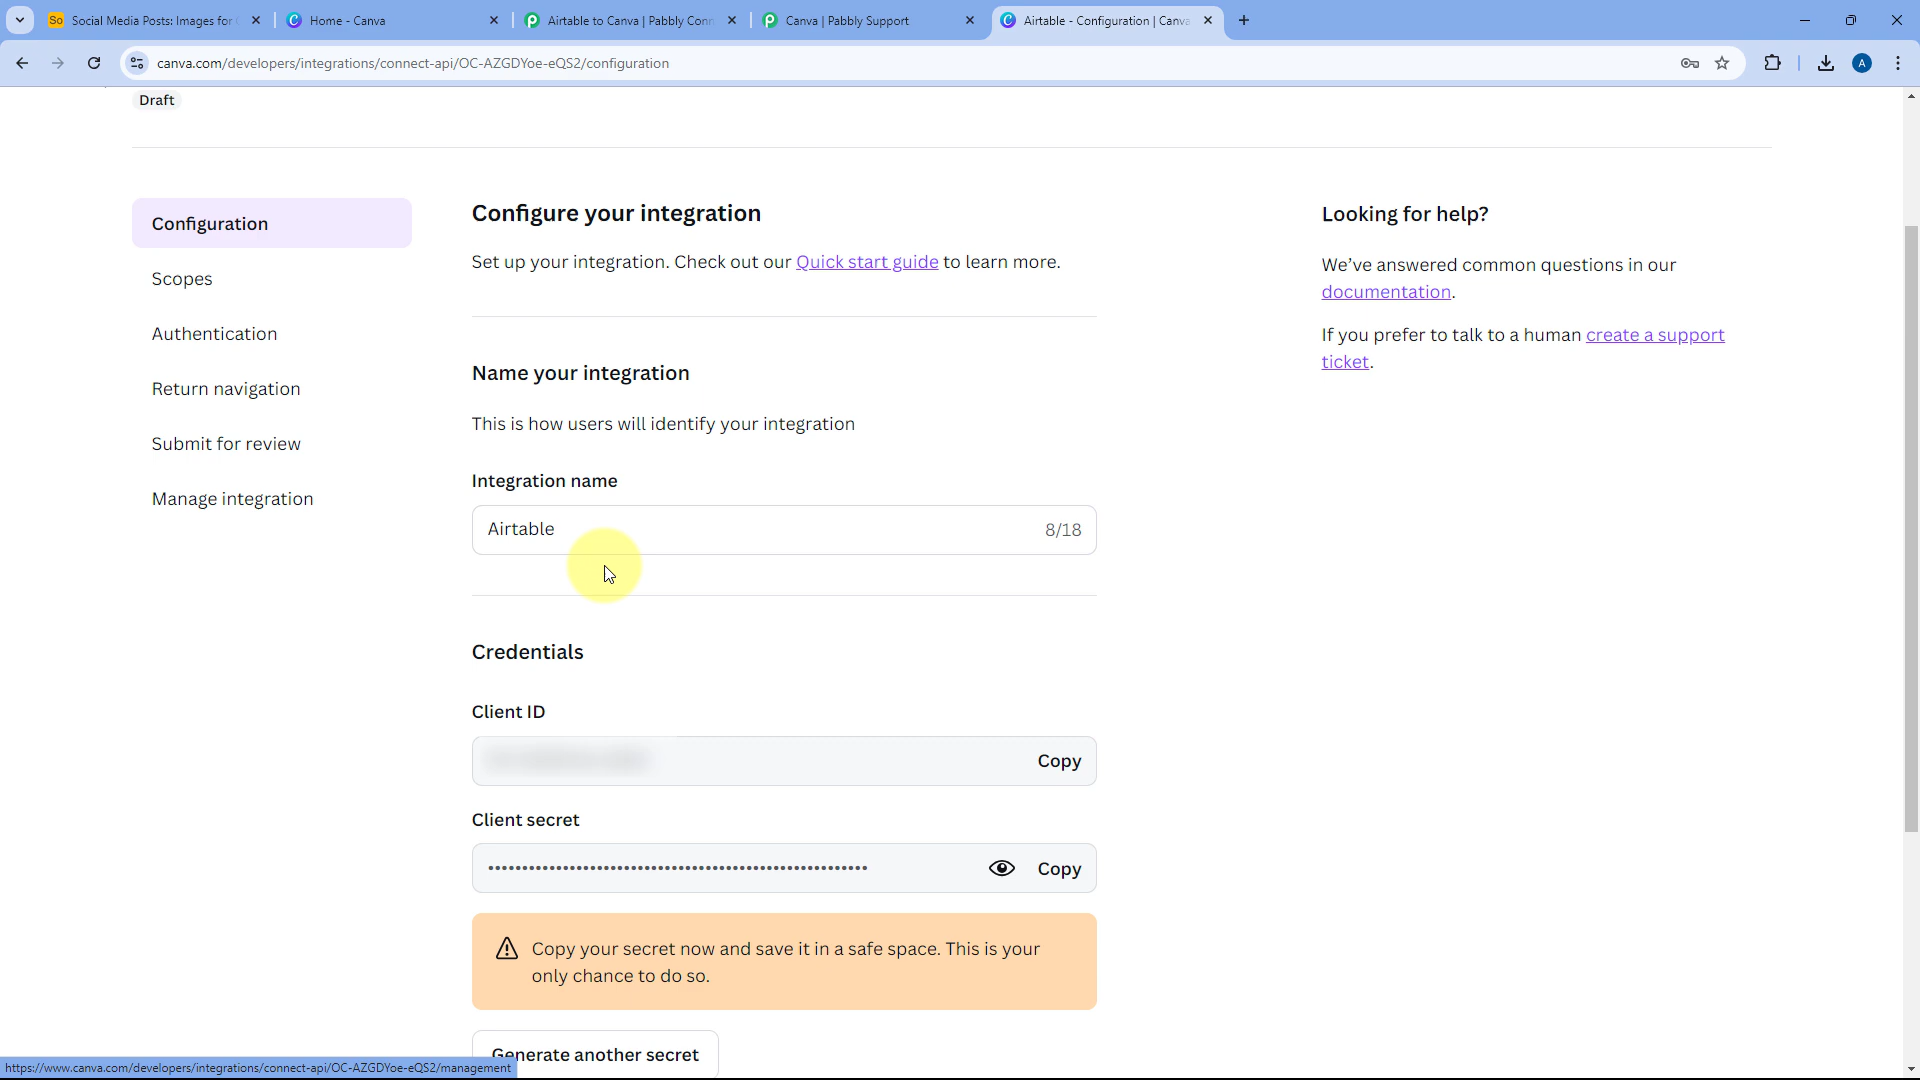 Social Media Posts: Images for
Home - Canva
Airtable to Canva | Pabbly Conn
Canva | Pabbly Support
Airtable - Configuration | Canva
canva.com/developers/integrations/connect-api/OC-AZGDYoe-eQS2/configuration
A
Draft
Configuration
Scopes
Authentication
Return navigation
Submit for review
Manage integration
Configure your integration
Set up your integration. Check out our Quick start guide to learn more.
Name your integration
This is how users will identify your integration
Integration name
Airtable 8/18
Credentials
Client ID
Copy
Client secret
•••••••••••••••••••••••••••••••••••••••••••••••••••••••• Copy
Copy your secret now and save it in a safe space. This is your
only chance to do so.
Generate another secret
Looking for help?
We've answered common questions in our
documentation.
If you prefer to talk to a human create a support
ticket.
https://www.canva.com/developers/integrations/connect-api/OC-AZGDYoe-eQS2/management